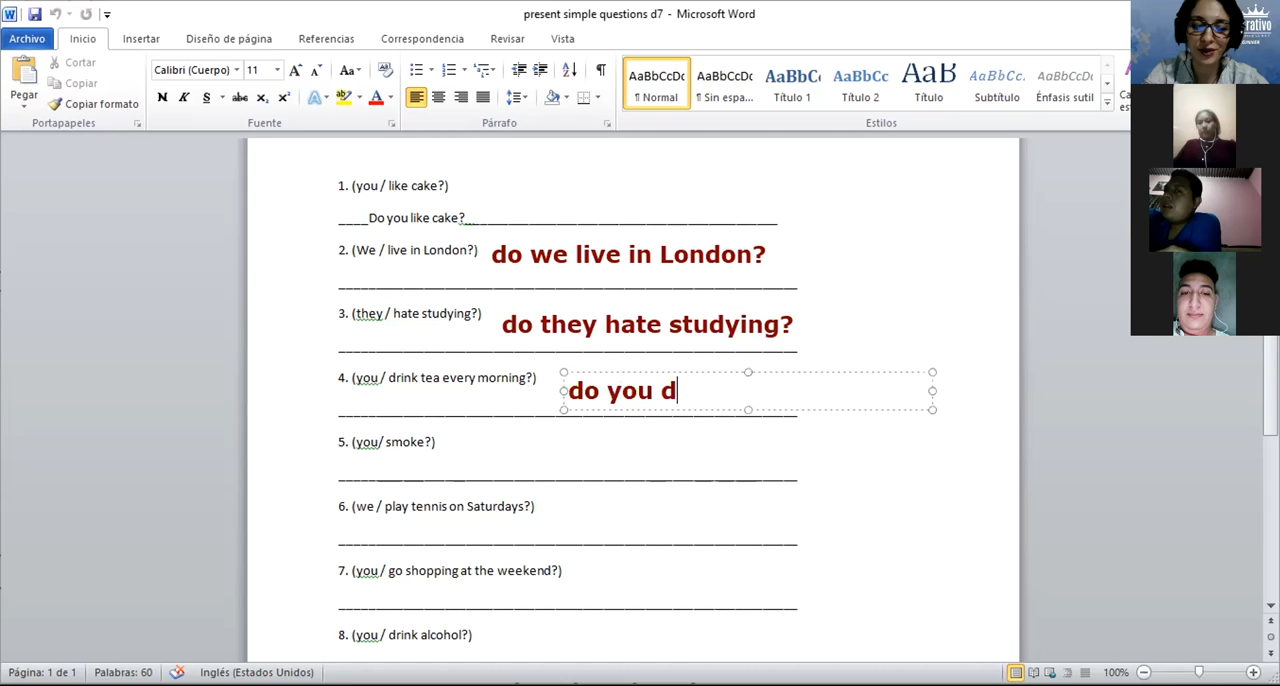 present simple questions d7 - Microsoft Word
Archivo Inicio Insertar Diseño de página Referencias Correspondencia Revisar Vista
Pegar
Cortar
Copiar
Copiar formato
Portapapeles
Calibri (Cuerpo) 11
N K S abc x₂ x²
Fuente
Párrafo
AaBbCcDc AaBbCcDc AaBbCc AaBbCc AaB AaBbCc. AaBbCcDc
¶ Normal ¶ Sin espa... Título 1 Título 2 Título Subtítulo Énfasis sutil
Estilos
1. (you / like cake?)
____Do you like cake?____
2. (We / live in London?) do we live in London?
3. (they / hate studying?) do they hate studying?
4. (you / drink tea every morning?) do you d
5. (you/ smoke?)
6. (we / play tennis on Saturdays?)
7. (you / go shopping at the weekend?)
8. (you / drink alcohol?)
Página: 1 de 1 Palabras: 60 Inglés (Estados Unidos) 100%